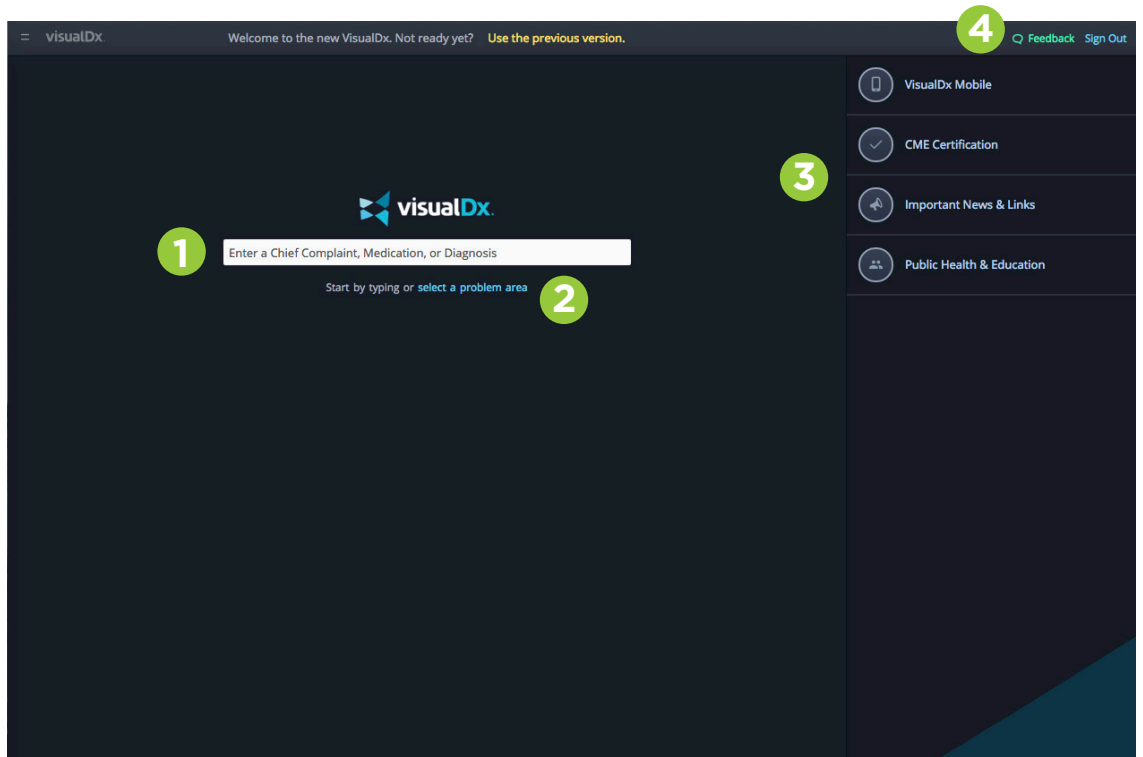 visualDx.
Welcome to the new VisualDx. Not ready yet? Use the previous version.
4
Feedback Sign Out
VisualDx Mobile
CME Certification
3
Important News & Links
Public Health & Education
visualDx.
1
Enter a Chief Complaint, Medication, or Diagnosis
Start by typing or select a problem area
2